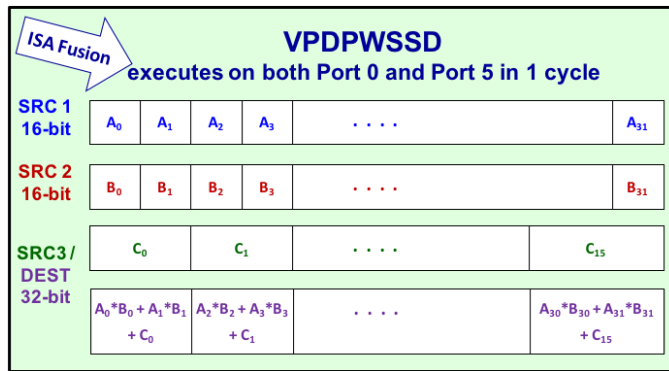 ISA Fusion
VPDPWSSD
executes on both Port 0 and Port 5 in 1 cycle
SRC 1
16-bit
A₀ A₁ A₂ A₃ . . . . A₃₁
SRC 2
16-bit
B₀ B₁ B₂ B₃ . . . . B₃₁
SRC3 /
DEST
32-bit
C₀ C₁ . . . . C₁₅
A₀*B₀ + A₁*B₁ A₂*B₂ + A₃*B₃ . . . . A₃₀*B₃₀ + A₃₁*B₃₁
+ C₀ + C₁ + C₁₅